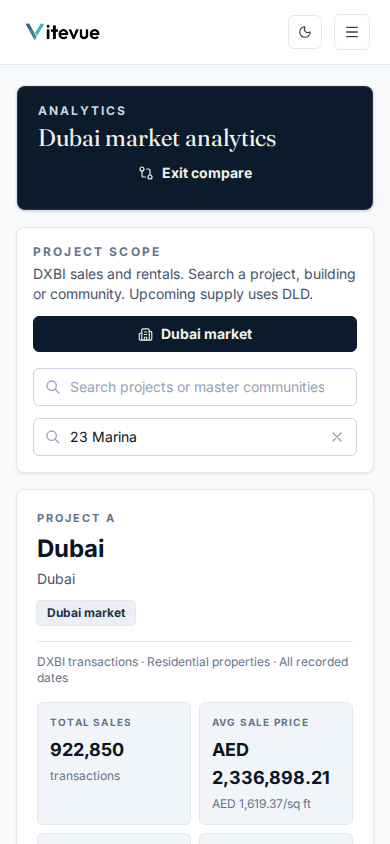 Vitevue
ANALYTICS
Dubai market analytics
Exit compare
PROJECT SCOPE
DXBI sales and rentals. Search a project, building
or community. Upcoming supply uses DLD.
Dubai market
Search projects or master communities
23 Marina
PROJECT A
Dubai
Dubai
Dubai market
DXBI transactions · Residential properties · All recorded
dates
TOTAL SALES
922,850
transactions
AVG SALE PRICE
AED
2,336,898.21
AED 1,619.37/sq ft